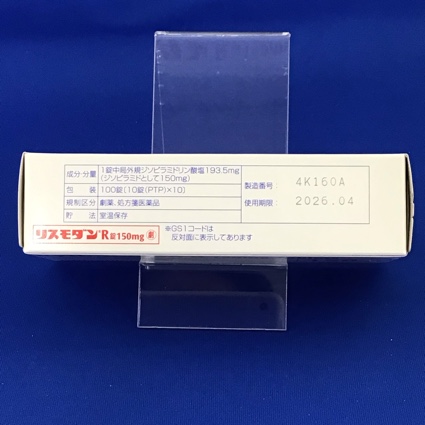 成分・分量 1錠中局外規ジソピラミドリン酸塩193.5mg
(ジソピラミドとして150mg)
包 装 100錠[10錠(PTP)×10]
規制区分 劇薬、処方箋医薬品
貯 法 室温保存
製造番号 4K160A
使用期限 2026.04
リスモダン®R錠150mg 劇
※GS1コードは
反対面に表示してあります